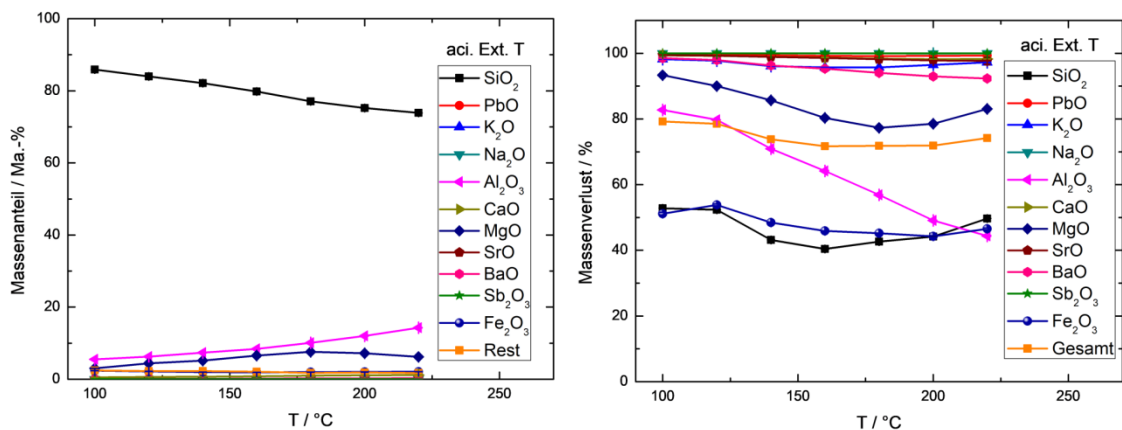 100
80
60
40
20
0
Massenanteil / Ma.-%
100
150
200
250
T / °C
aci. Ext. T
SiO₂
PbO
K₂O
Na₂O
Al₂O₃
CaO
MgO
SrO
BaO
Sb₂O₃
Fe₂O₃
Rest
100
80
60
40
20
0
Massenverlust / %
100
150
200
250
T / °C
aci. Ext. T
SiO₂
PbO
K₂O
Na₂O
Al₂O₃
CaO
MgO
SrO
BaO
Sb₂O₃
Fe₂O₃
Gesamt